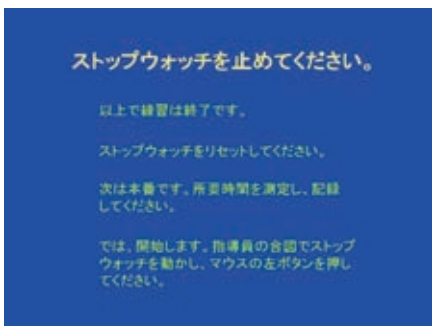 ストップウォッチを止めてください。
以上で練習は終了です。
ストップウォッチをリセットしてください。
次は本番です。所要時間を測定し、記録
してください。
では、開始します。指導員の合図でストップ
ウォッチを動かし、マウスの左ボタンを押し
てください。